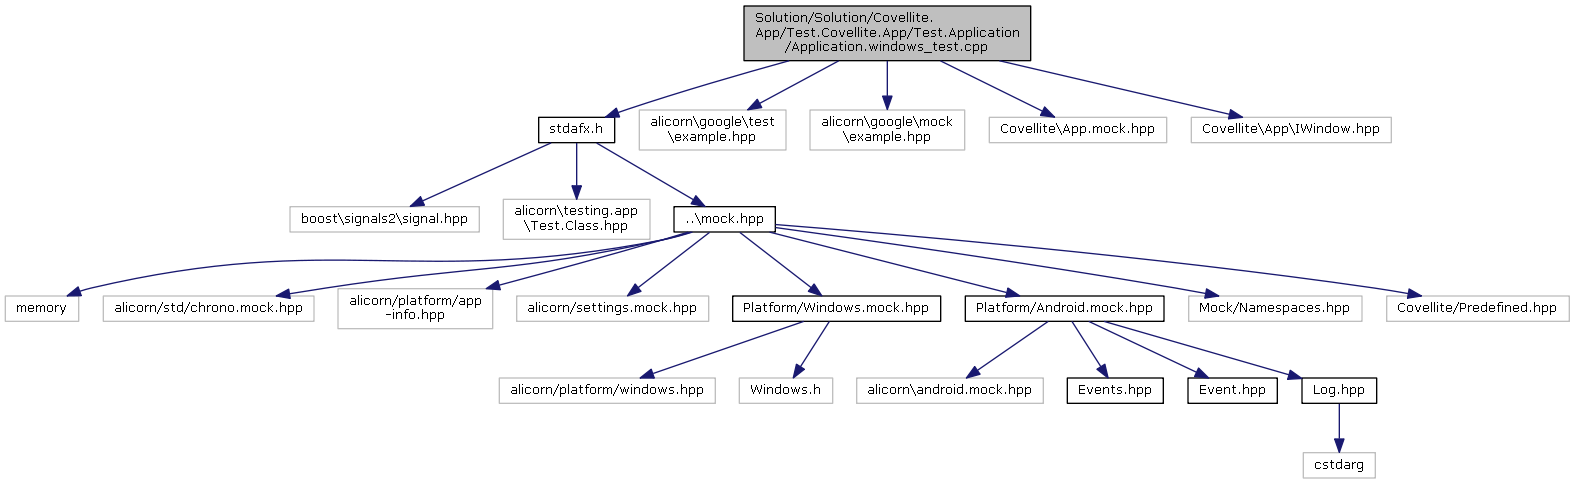 Solution/Solution/Covellite.
App/Test.Covellite.App/Test.Application
/Application.windows_test.cpp
stdafx.h
alicorn\google\test
\example.hpp
alicorn\google\mock
\example.hpp
Covellite\App.mock.hpp
Covellite\App\IWindow.hpp
boost\signals2\signal.hpp
alicorn\testing.app
\Test.Class.hpp
..\mock.hpp
memory
alicorn/std/chrono.mock.hpp
alicorn/platform/app
-info.hpp
alicorn/settings.mock.hpp
Platform/Windows.mock.hpp
Platform/Android.mock.hpp
Mock/Namespaces.hpp
Covellite/Predefined.hpp
alicorn/platform/windows.hpp
Windows.h
alicorn\android.mock.hpp
Events.hpp
Event.hpp
Log.hpp
cstdarg